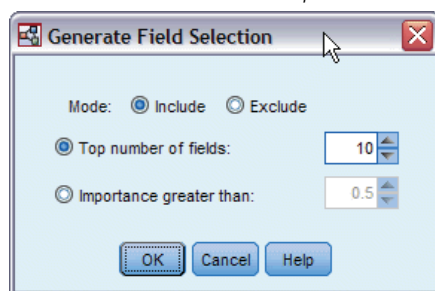 Generate Field Selection
Mode: Include Exclude
Top number of fields: 10
Importance greater than: 0.5
OK Cancel Help